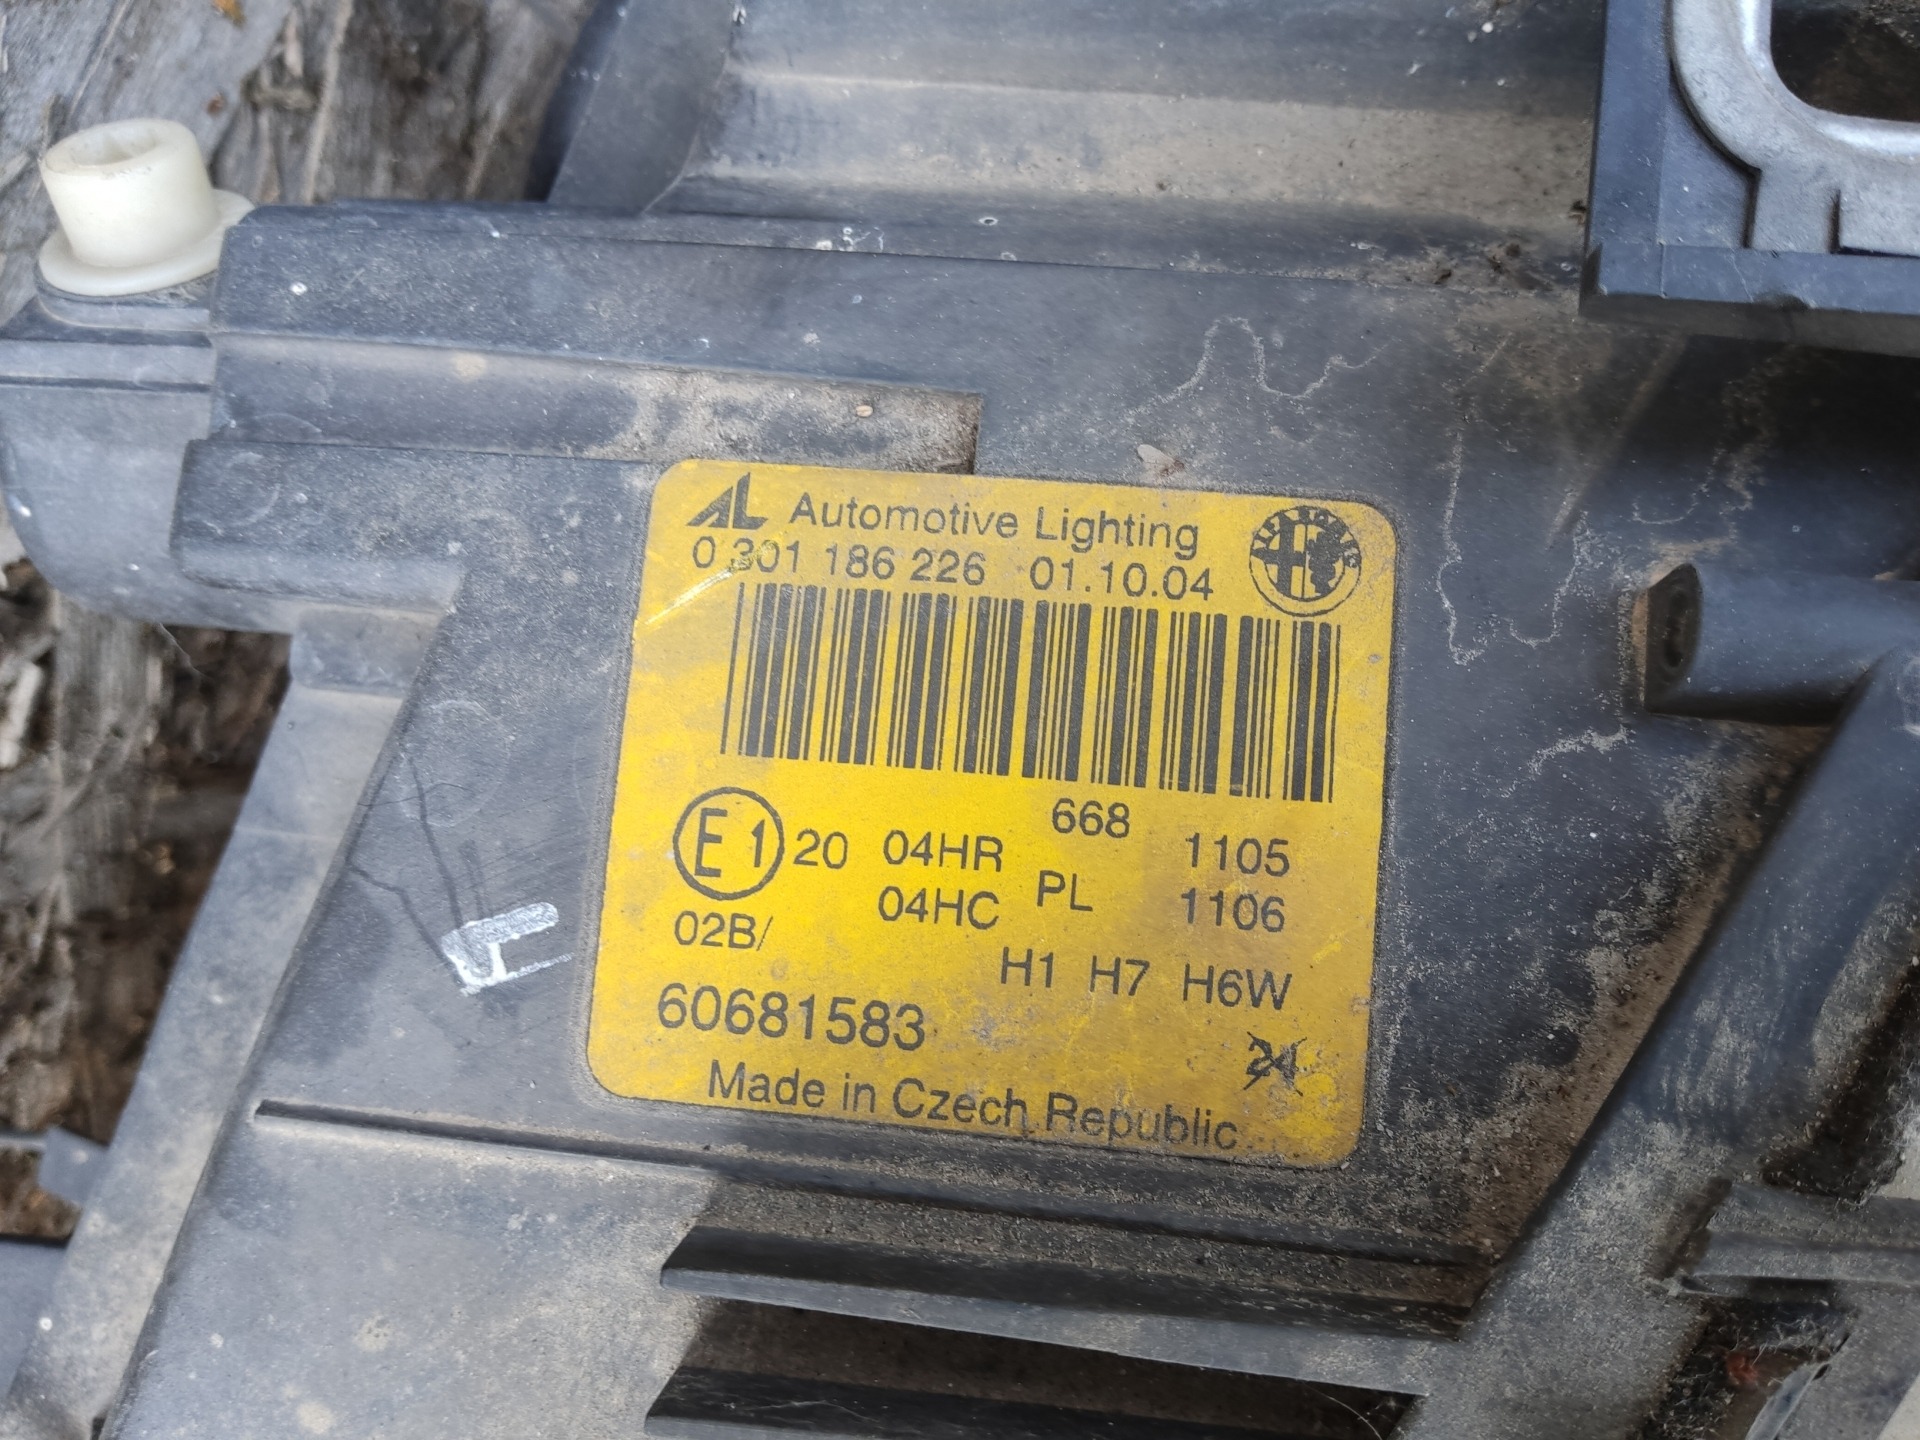 AL Automotive Lighting
0 301 186 226 01.10.04
668
E1 20 04HR PL 1105
04HC 1106
02B/
H1 H7 H6W
60681583
24
Made in Czech Republic